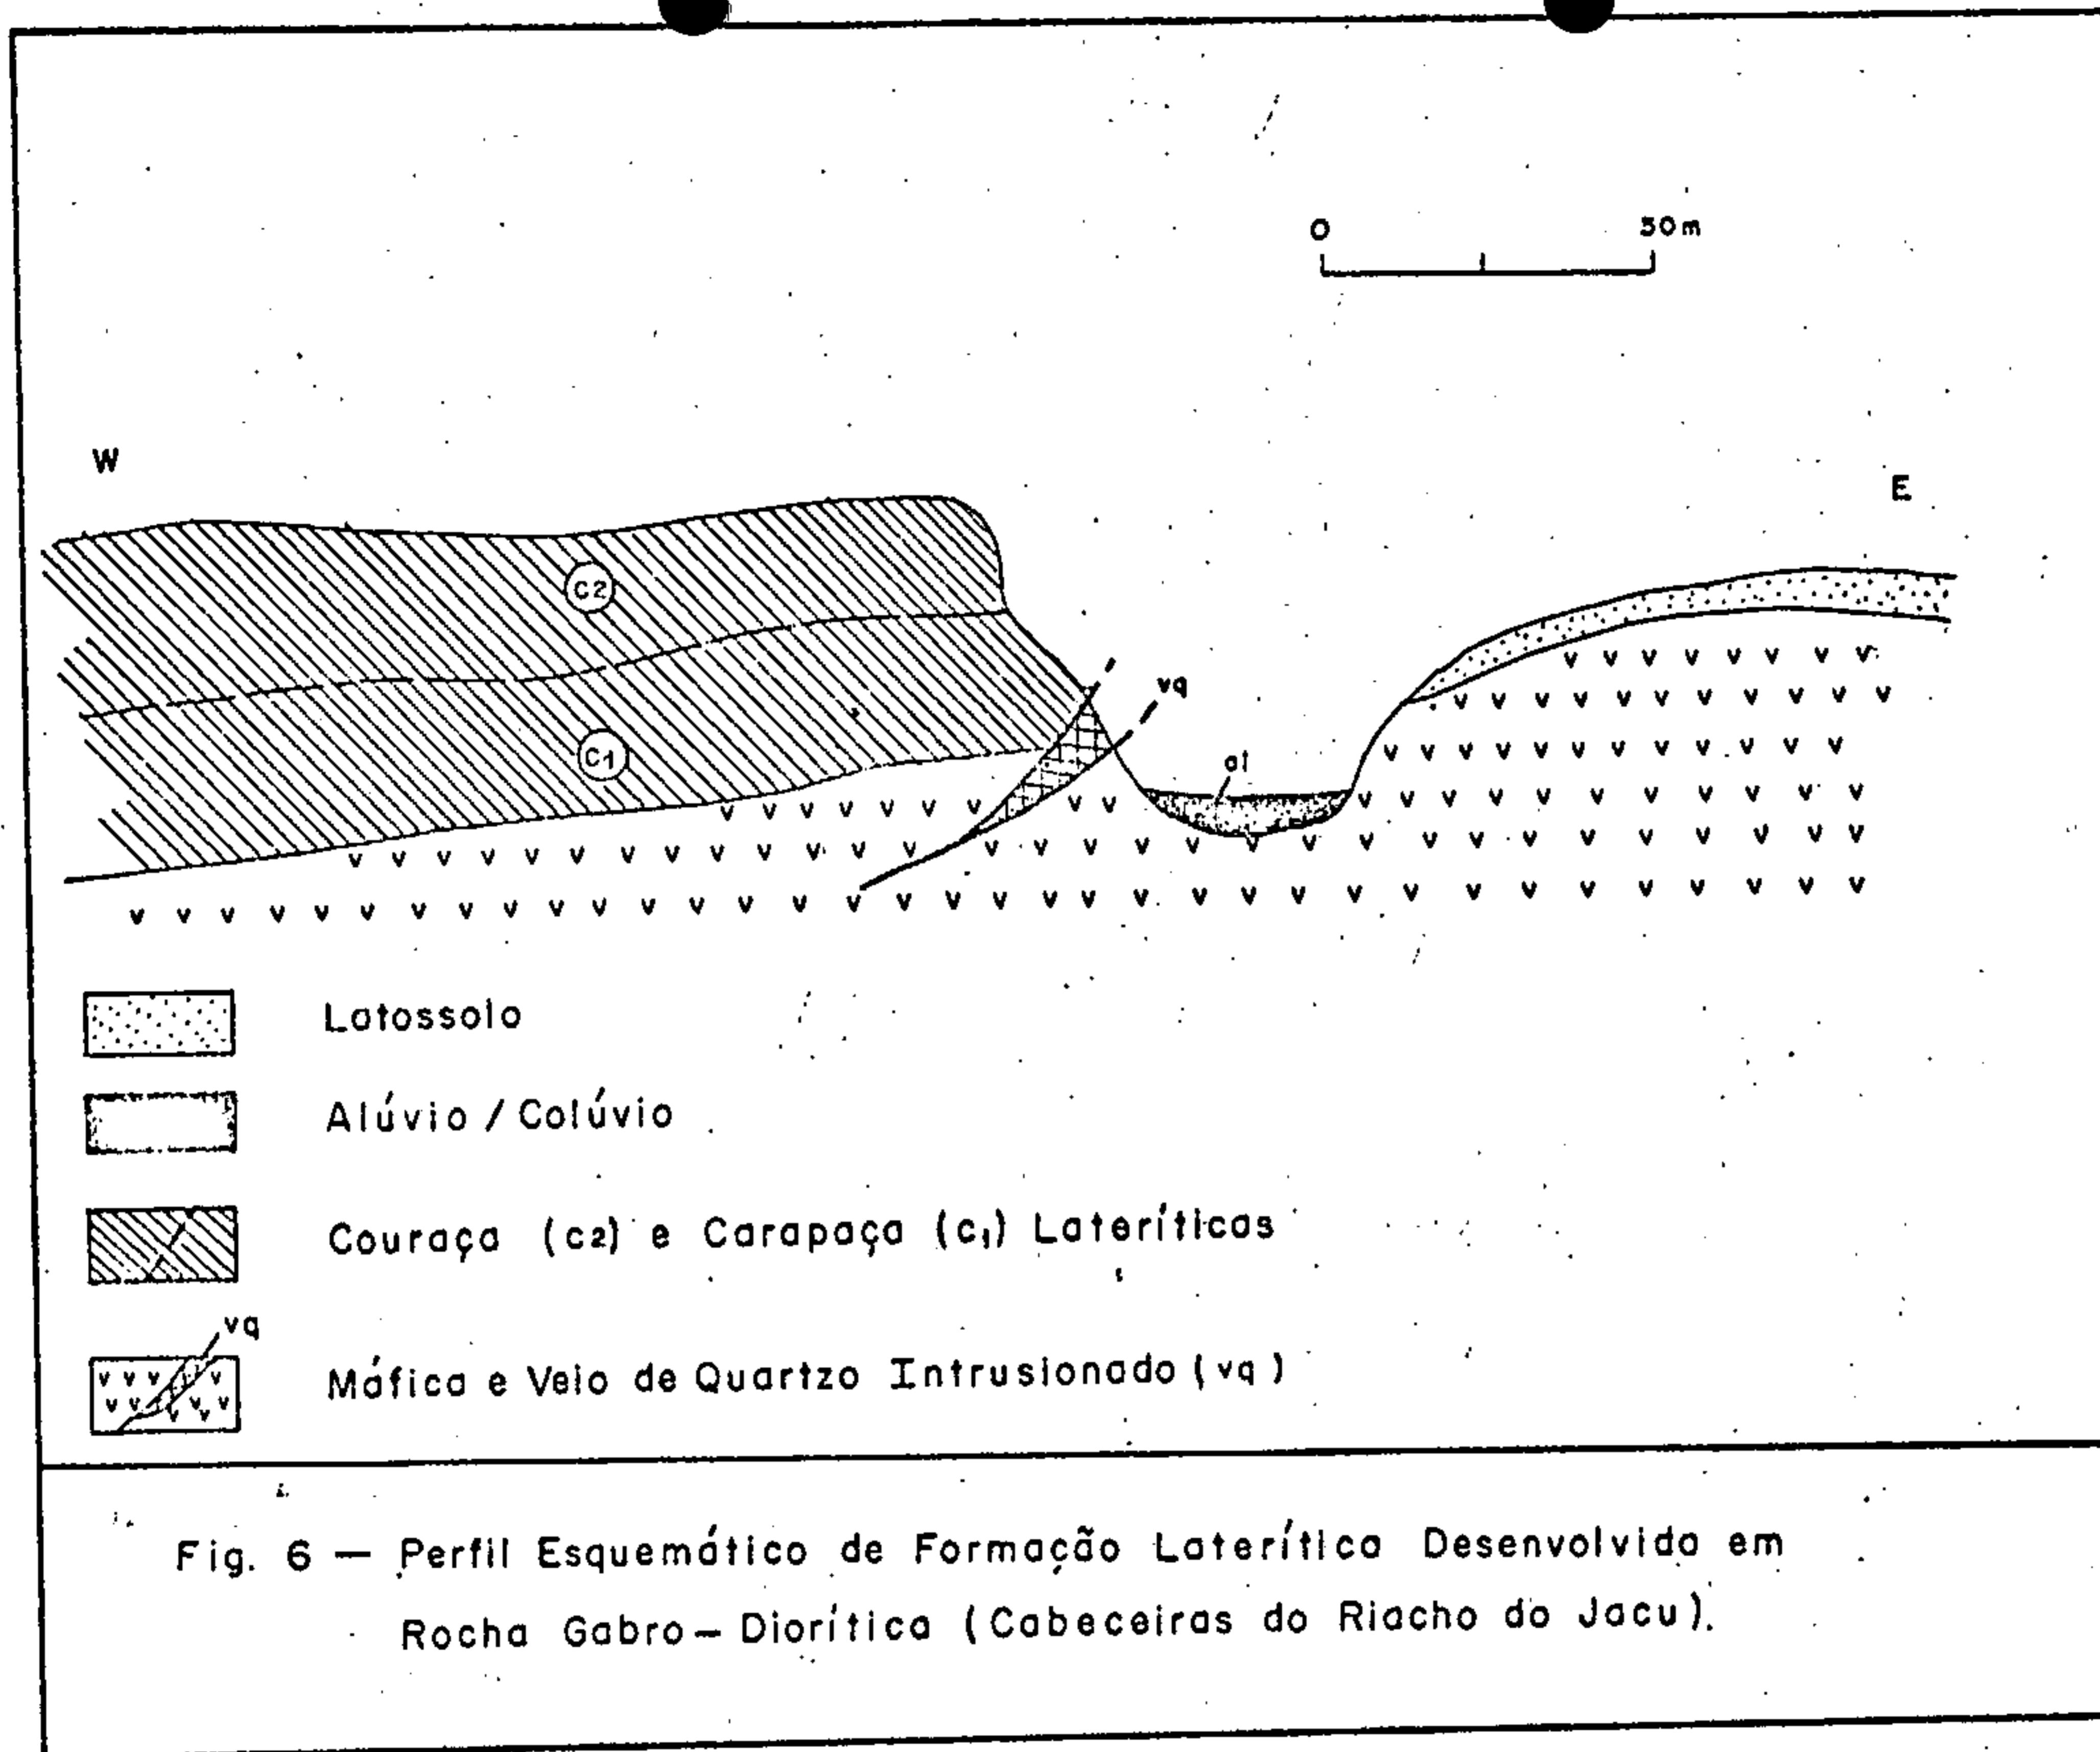 0 50m
W
E
C2
vq
C1
al
Latossolo
Alúvio / Colúvio
Couraça (c2) e Carapaça (c1) Lateríticas
vq
Máfica e Veio de Quartzo Intrusionado (vq)
Fig. 6 — Perfil Esquemático de Formação Laterítica Desenvolvida em
Rocha Gabro – Diorítica (Cabeceiras do Riacho do Jacu).